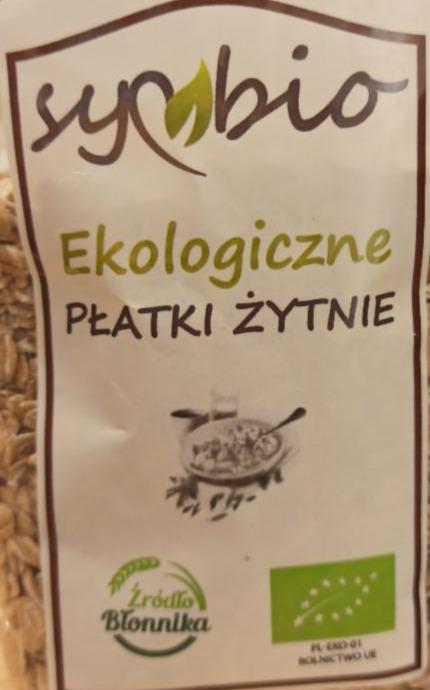 symbio
Ekologiczne
PŁATKI ŻYTNIE
Źródło
Błonnika
PL-EKO-01
ROLNICTWO UE